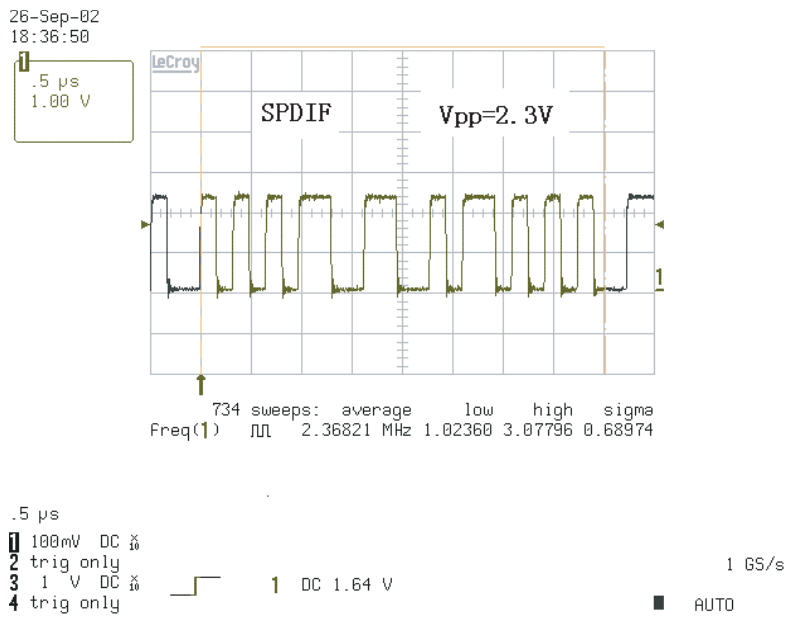 26-Sep-02
18:36:50
1
.5 µs
1.00 V
LeCroy
SPDIF
Vpp=2.3V
1
734 sweeps: average low high sigma
Freq(1) 2.36821 MHz 1.02360 3.07796 0.68974
.5 µs
1 100mV DC X10
2 trig only
3 1 V DC X10
4 trig only
1 DC 1.64 V
1 GS/s
AUTO